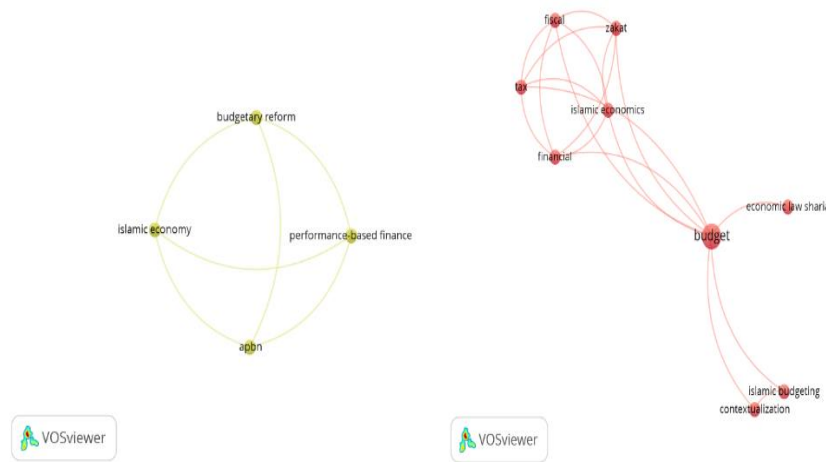 budgetary reform
islamic economy
performance-based finance
apbn
VOSviewer
fiscal
zakat
tax
islamic economics
financial
economic law sharia
budget
islamic budgeting
contextualization
VOSviewer